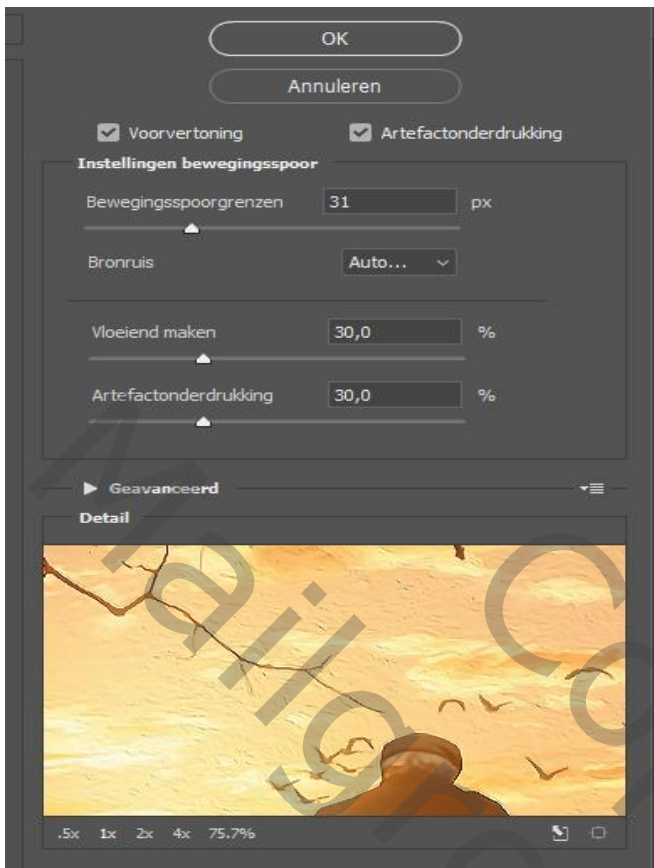 OK
Annuleren
Voorvertoning Artefactonderdrukking
Instellingen bewegingsspoor
Bewegingsspoorgrenzen 31 px
Bronruis Auto...
Vloeiend maken 30,0 %
Artefactonderdrukking 30,0 %
Geavanceerd
Detail
.5x 1x 2x 4x 75.7%